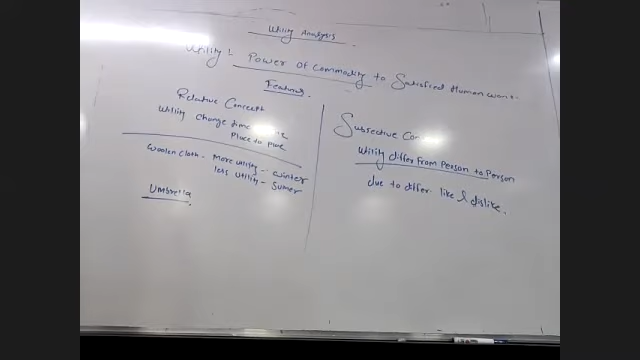 Utility Analysis
Utility :- Power of Commodity to Satisfied Human want
Features
Relative Concept
Utility change time
Place to Place
Woolen cloth - More utility - winter
less utility - Sumer
Umbrella
Subsective
Utility differ From Person to Person
due to differ. like & dislike.